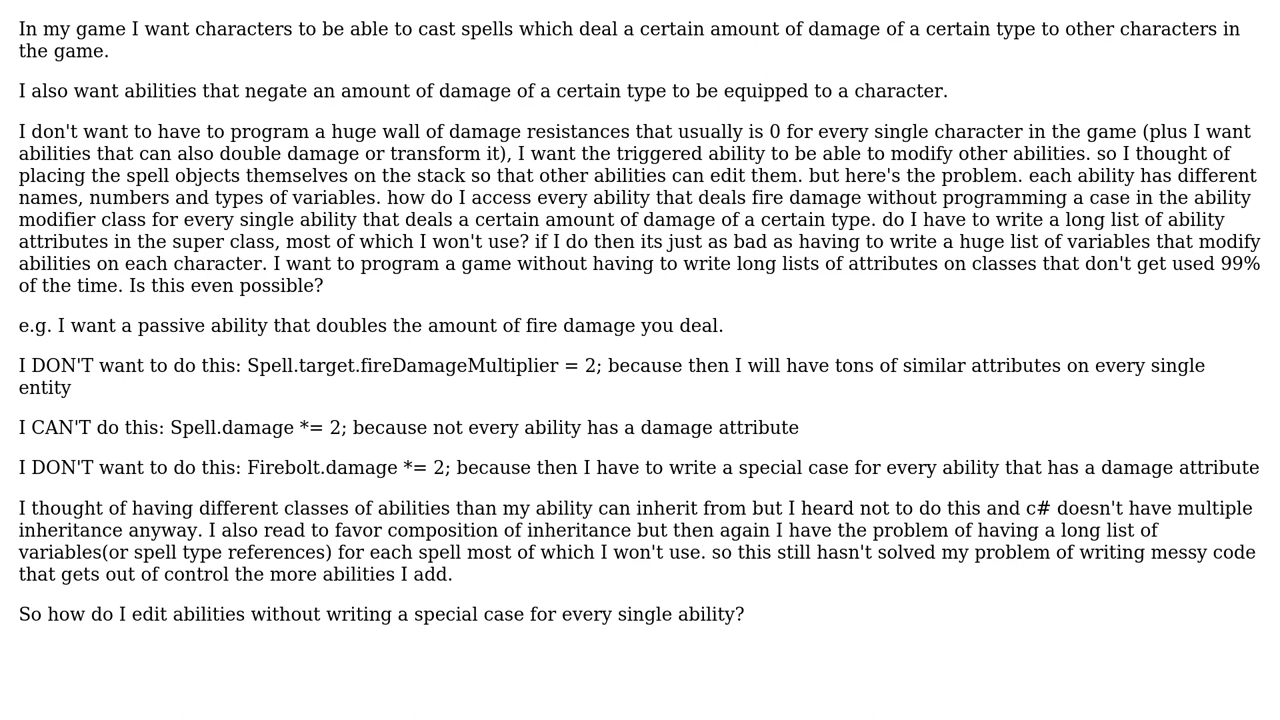 In my game I want characters to be able to cast spells which deal a certain amount of damage of a certain type to other characters in
the game.
I also want abilities that negate an amount of damage of a certain type to be equipped to a character.
I don't want to have to program a huge wall of damage resistances that usually is 0 for every single character in the game (plus I want
abilities that can also double damage or transform it), I want the triggered ability to be able to modify other abilities. so I thought of
placing the spell objects themselves on the stack so that other abilities can edit them. but here's the problem. each ability has different
names, numbers and types of variables. how do I access every ability that deals fire damage without programming a case in the ability
modifier class for every single ability that deals a certain amount of damage of a certain type. do I have to write a long list of ability
attributes in the super class, most of which I won't use? if I do then its just as bad as having to write a huge list of variables that modify
abilities on each character. I want to program a game without having to write long lists of attributes on classes that don't get used 99%
of the time. Is this even possible?
e.g. I want a passive ability that doubles the amount of fire damage you deal.
I DON'T want to do this: Spell.target.fireDamageMultiplier = 2; because then I will have tons of similar attributes on every single
entity
I CAN'T do this: Spell.damage *= 2; because not every ability has a damage attribute
I DON'T want to do this: Firebolt.damage *= 2; because then I have to write a special case for every ability that has a damage attribute
I thought of having different classes of abilities than my ability can inherit from but I heard not to do this and c# doesn't have multiple
inheritance anyway. I also read to favor composition of inheritance but then again I have the problem of having a long list of
variables(or spell type references) for each spell most of which I won't use. so this still hasn't solved my problem of writing messy code
that gets out of control the more abilities I add.
So how do I edit abilities without writing a special case for every single ability?